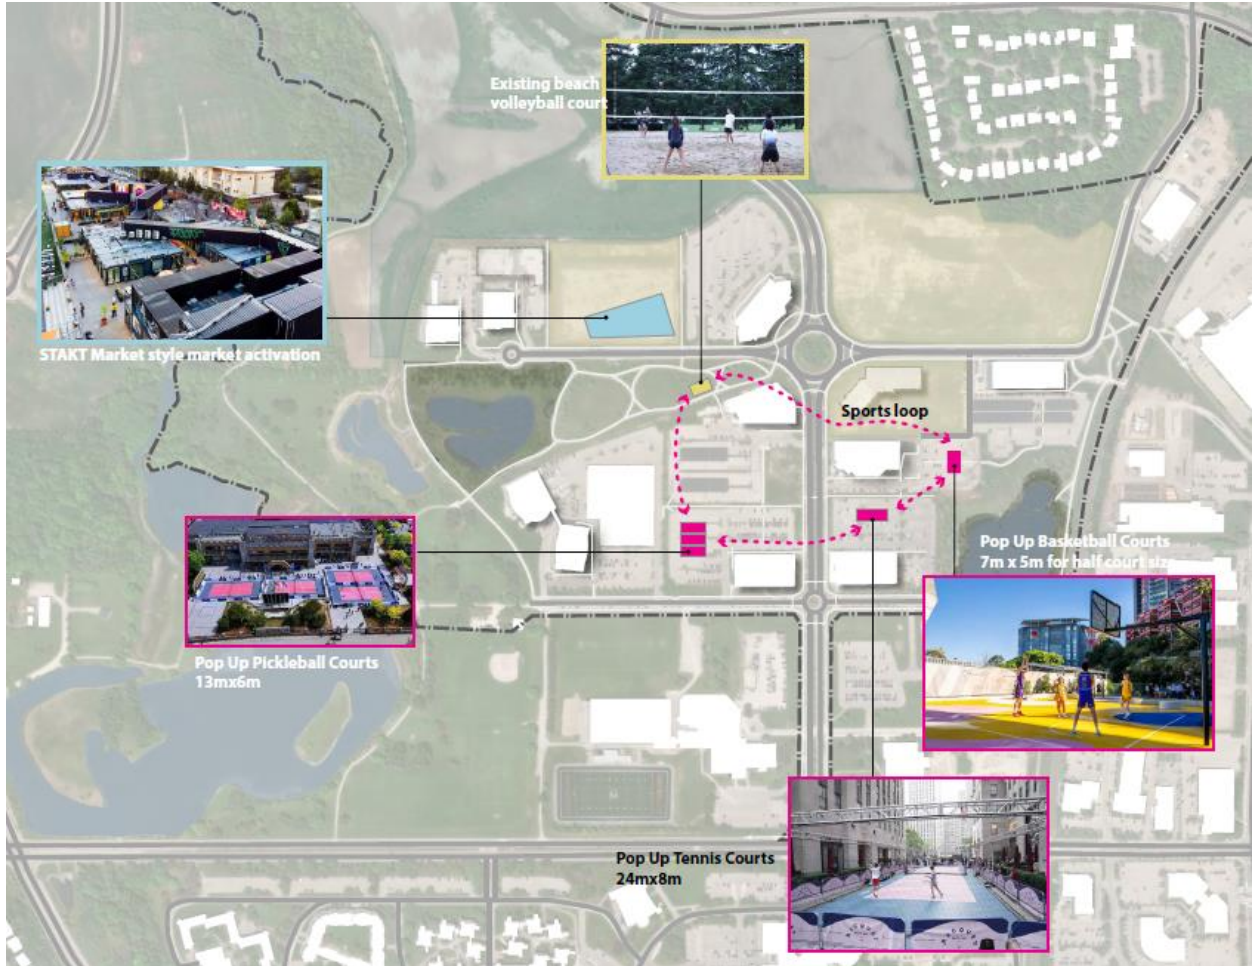 Existing beach
volleyball court
STAKT Market style market activation
Sports loop
Pop Up Basketball Courts
7m x 5m for half court size
Pop Up Pickleball Courts
13mx6m
Pop Up Tennis Courts
24mx8m